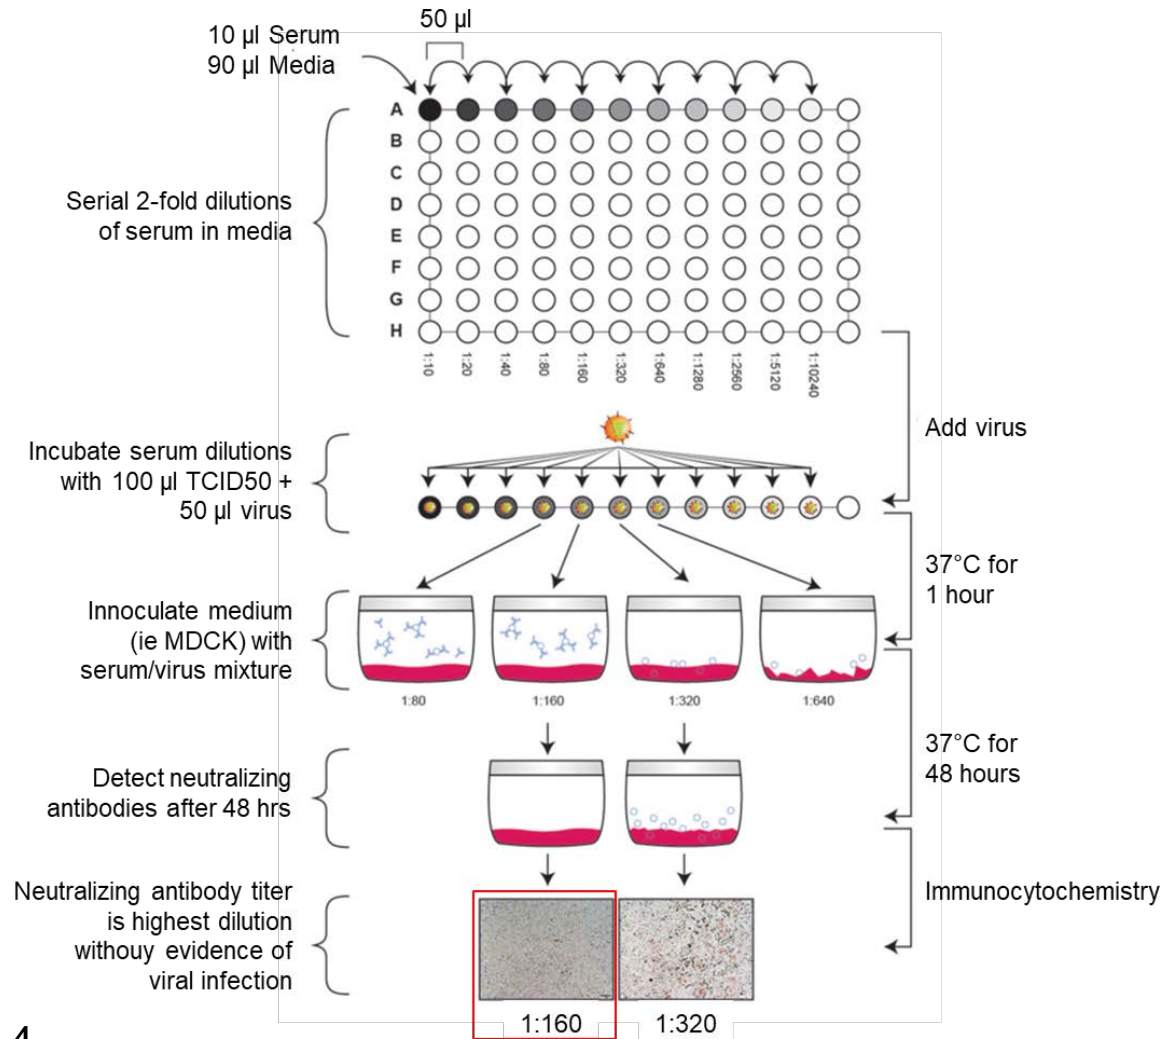 50 µl
10 µl Serum
90 µl Media
A
B
C
D
E
F
G
H
Serial 2-fold dilutions
of serum in media
1:10
1:20
1:40
1:80
1:160
1:320
1:640
1:1280
1:2560
1:5120
1:10240
Add virus
Incubate serum dilutions
with 100 µl TCID50 +
50 µl virus
37°C for
1 hour
Innoculate medium
(ie MDCK) with
serum/virus mixture
1:80
1:160
1:320
1:640
37°C for
48 hours
Detect neutralizing
antibodies after 48 hrs
Neutralizing antibody titer
is highest dilution
withouy evidence of
viral infection
Immunocytochemistry
1:160
1:320